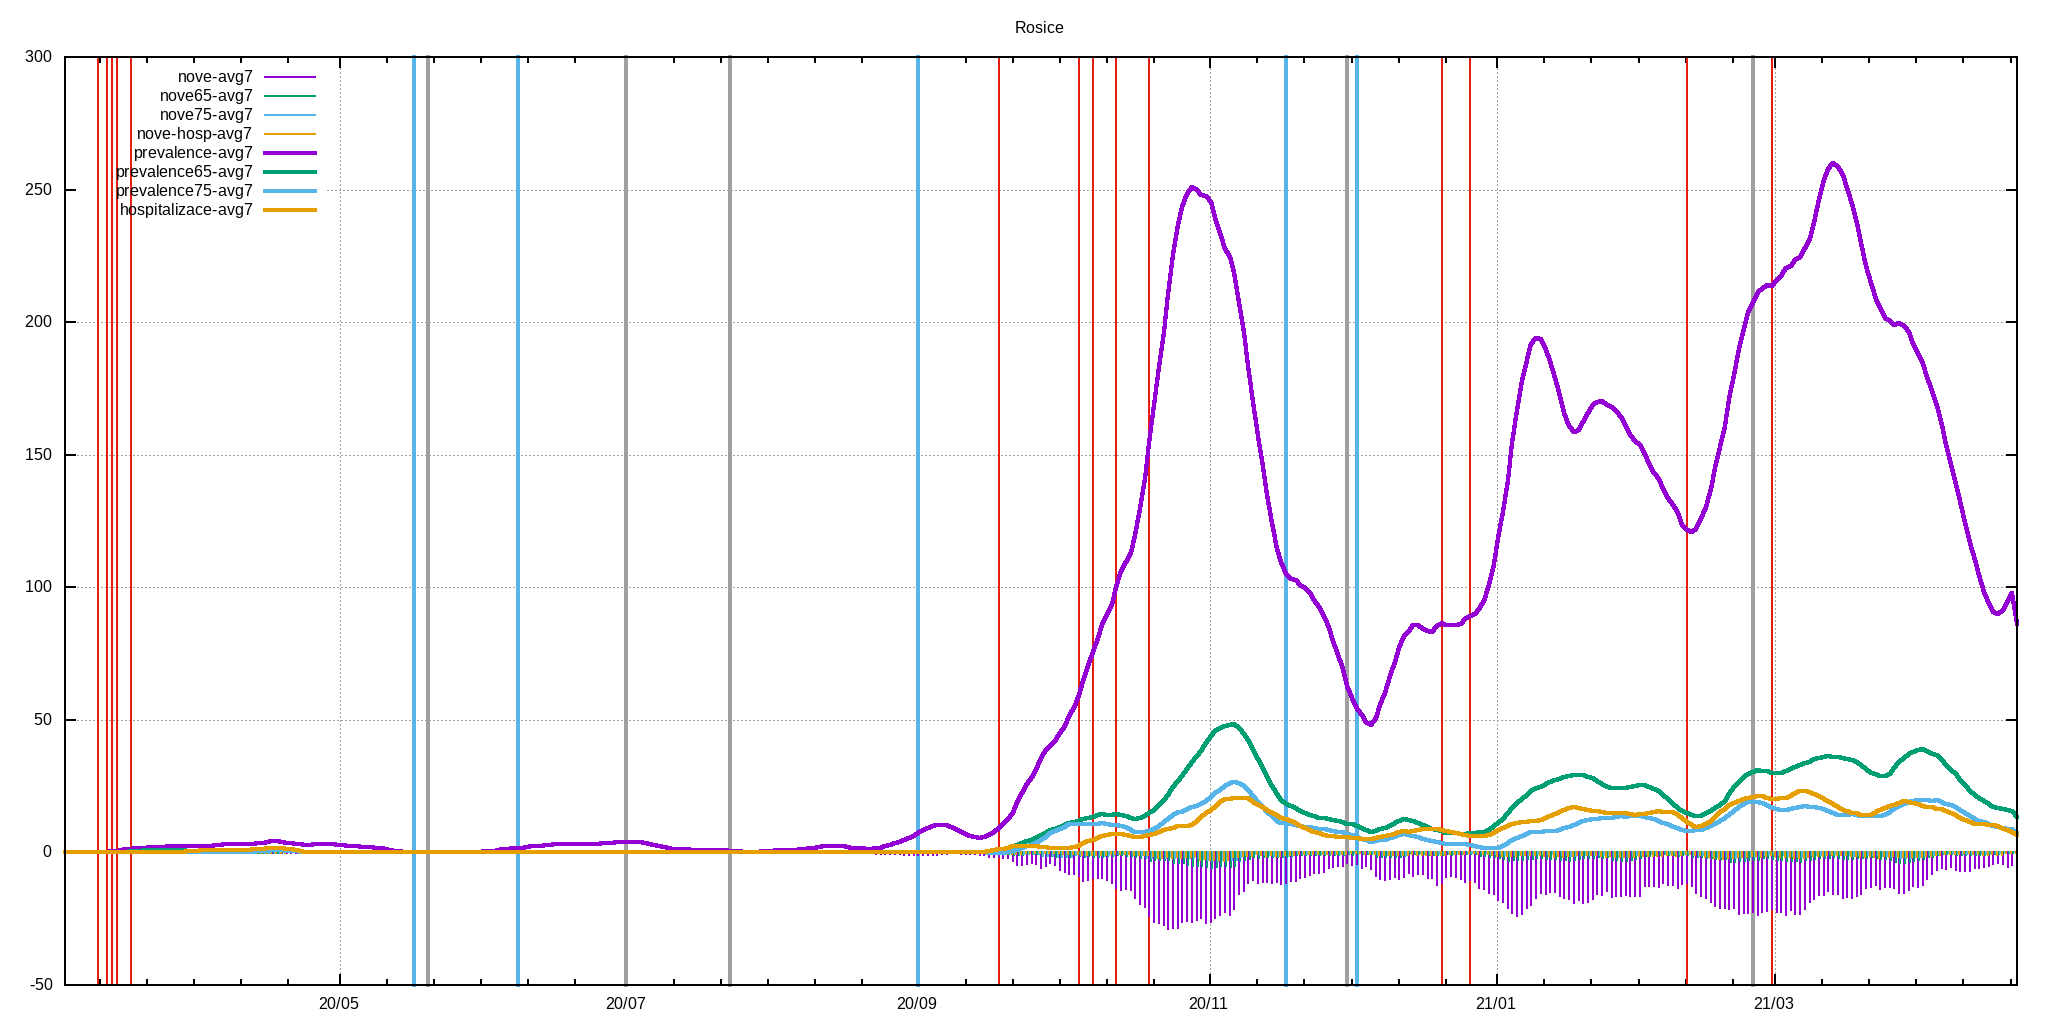 Rosice
300
250
200
150
100
50
0
-50
nove-avg7
nove65-avg7
nove75-avg7
nove-hosp-avg7
prevalence-avg7
prevalence65-avg7
prevalence75-avg7
hospitalizace-avg7
20/05 20/07 20/09 20/11 21/01 21/03